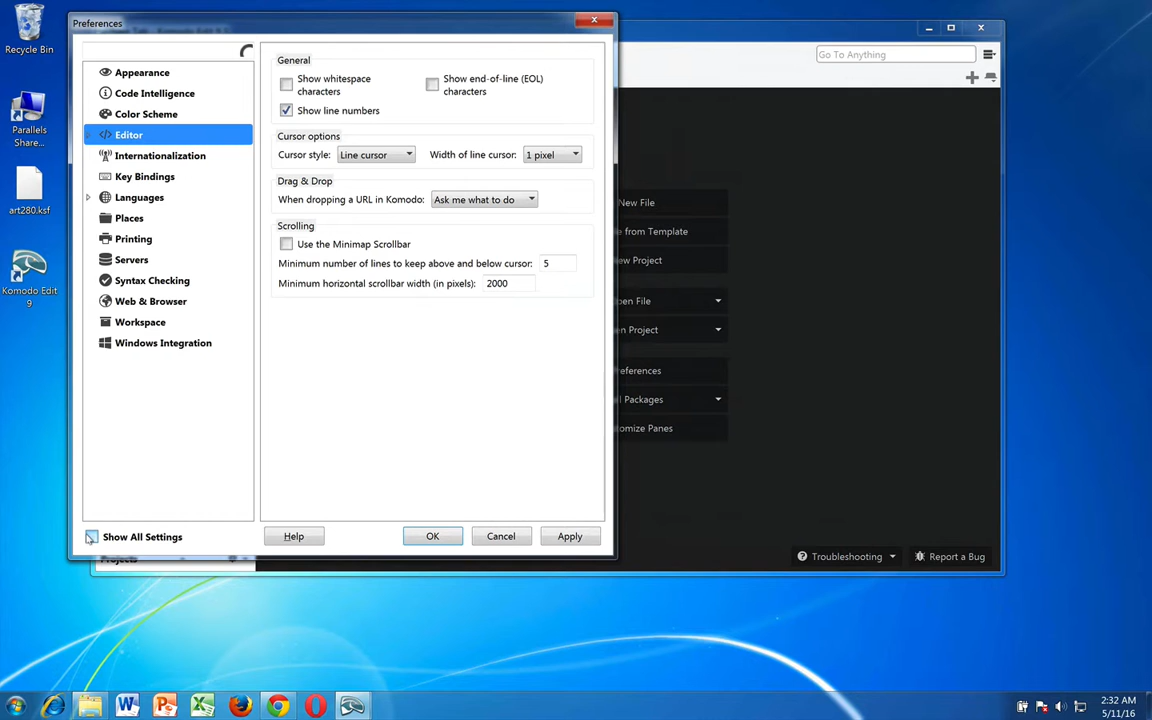 Recycle Bin
Parallels
Share...
art280.ksf
Komodo Edit
9
Preferences
Appearance
Code Intelligence
Color Scheme
Editor
Internationalization
Key Bindings
Languages
Places
Printing
Servers
Syntax Checking
Web & Browser
Workspace
Windows Integration
Show All Settings
General
Show whitespace
characters
Show end-of-line (EOL)
characters
Show line numbers
Cursor options
Cursor style: Line cursor Width of line cursor: 1 pixel
Drag & Drop
When dropping a URL in Komodo: Ask me what to do
Scrolling
Use the Minimap Scrollbar
Minimum number of lines to keep above and below cursor: 5
Minimum horizontal scrollbar width (in pixels): 2000
Help OK Cancel Apply
Go To Anything
New File
e from Template
ew Project
pen File
en Project
eferences
ll Packages
tomize Panes
Projects
Troubleshooting
Report a Bug
2:32 AM
5/11/16